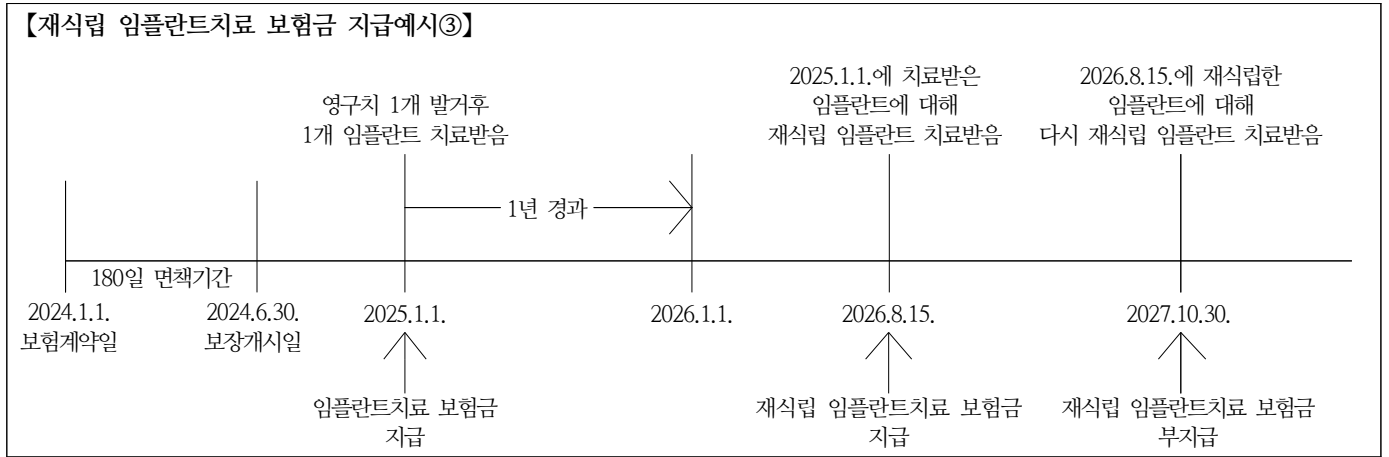 【재식립 임플란트치료 보험금 지급예시③】
영구치 1개 발거후
1개 임플란트 치료받음
2025.1.1.에 치료받은
임플란트에 대해
재식립 임플란트 치료받음
2026.8.15.에 재식립한
임플란트에 대해
다시 재식립 임플란트 치료받음
1년 경과
180일 면책기간
2024.1.1.
보험계약일
2024.6.30.
보장개시일
2025.1.1.
2026.1.1.
2026.8.15.
2027.10.30.
임플란트치료 보험금
지급
재식립 임플란트치료 보험금
지급
재식립 임플란트치료 보험금
부지급